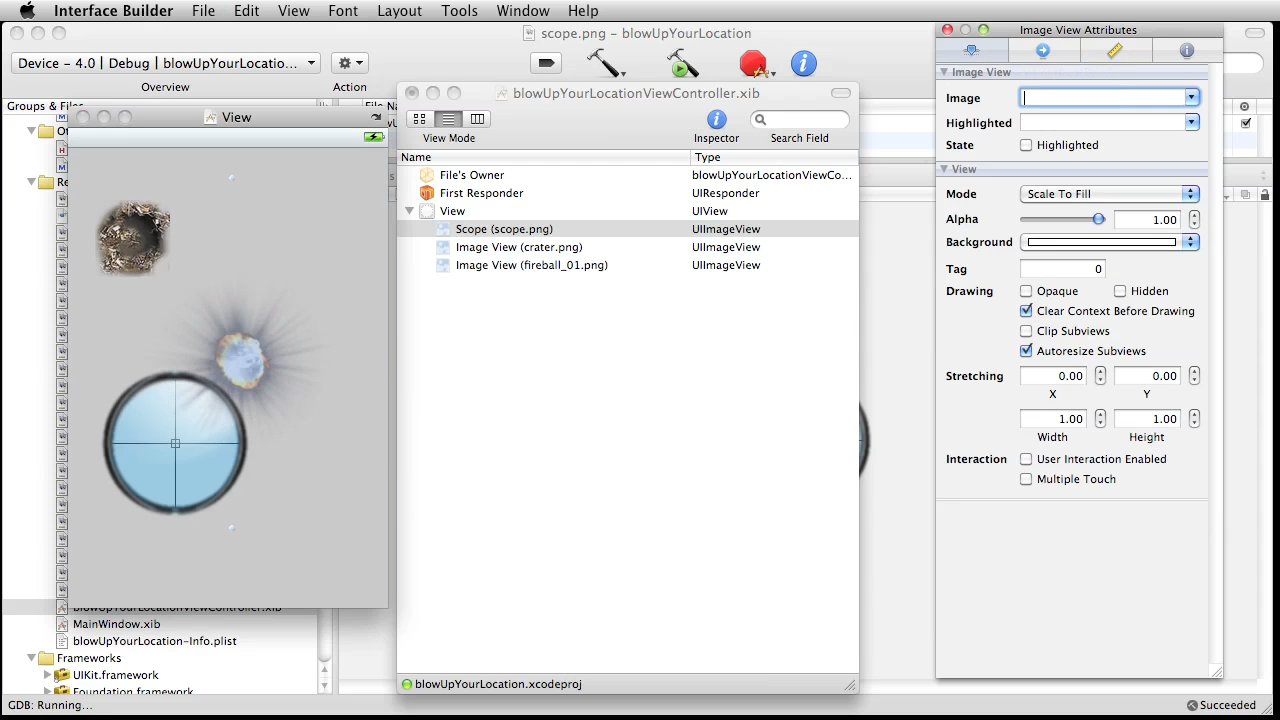 Interface Builder File Edit View Font Layout Tools Window Help
scope.png – blowUpYourLocation
Device - 4.0 | Debug | blowUpYourLocatio...
Overview
Action
Groups & Files
View
blowUpYourLocationViewController.xib
View Mode
Inspector
Search Field
Name
Type
File's Owner
blowUpYourLocationViewCo...
First Responder
UIResponder
View
UIView
Scope (scope.png)
UIImageView
Image View (crater.png)
UIImageView
Image View (fireball_01.png)
UIImageView
blowUpYourLocation.xcodeproj
Image View Attributes
Image View
Image
Highlighted
State
Highlighted
View
Mode
Scale To Fill
Alpha
1.00
Background
Tag
0
Drawing
Opaque
Hidden
Clear Context Before Drawing
Clip Subviews
Autoresize Subviews
Stretching
0.00
0.00
X
Y
1.00
1.00
Width
Height
Interaction
User Interaction Enabled
Multiple Touch
blowUpYourLocationViewController.xib
MainWindow.xib
blowUpYourLocation-Info.plist
Frameworks
UIKit.framework
Foundation.framework
GDB: Running...
Succeeded